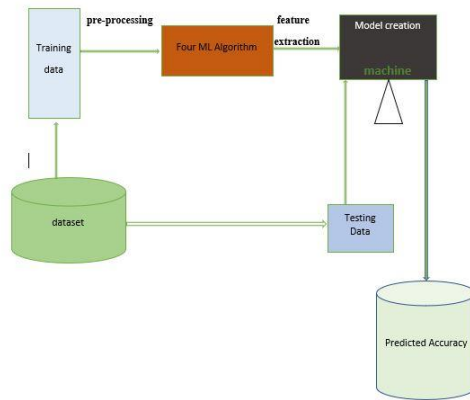 pre-processing
feature
extraction
Training
data
Four ML Algorithm
Model creation
machine
dataset
Testing
Data
Predicted Accuracy